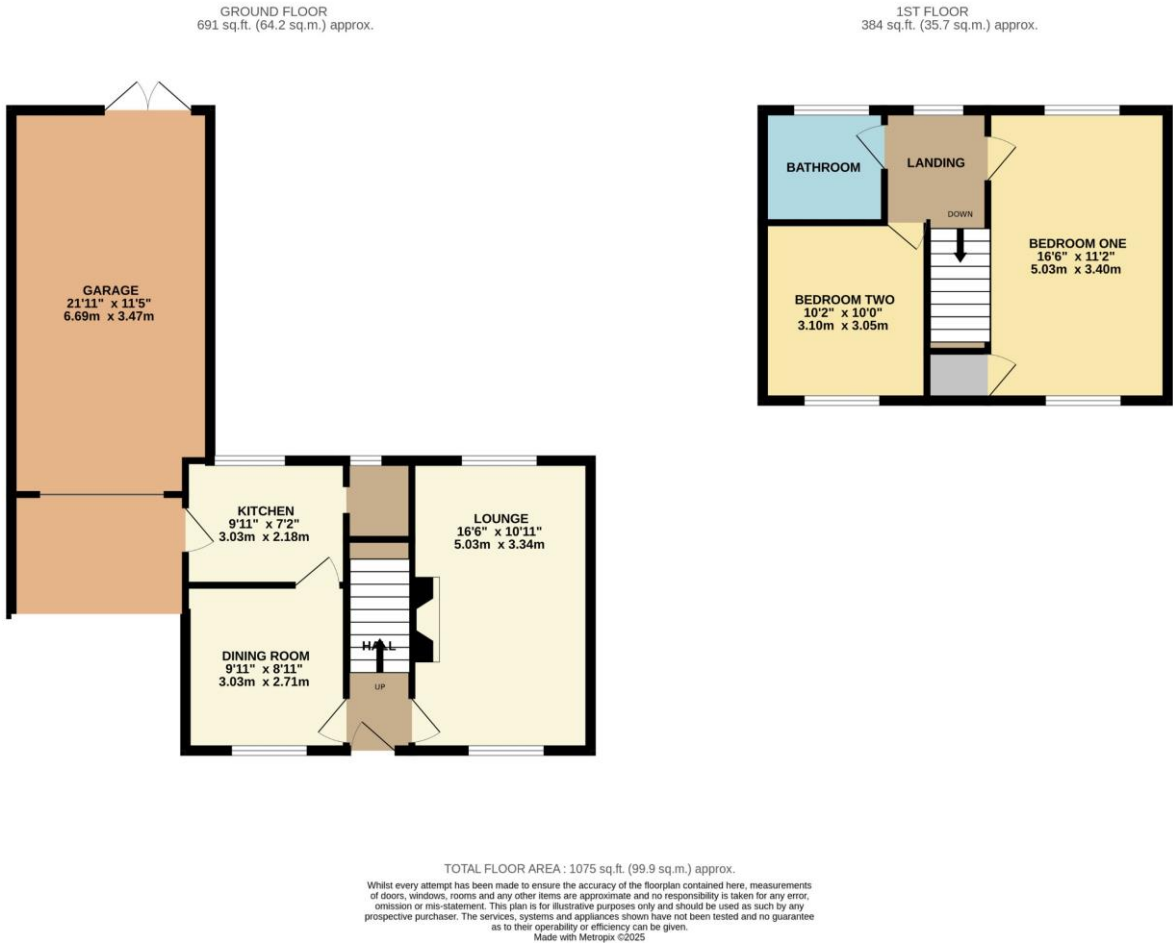 GROUND FLOOR
691 sq.ft. (64.2 sq.m.) approx.
1ST FLOOR
384 sq.ft. (35.7 sq.m.) approx.
GARAGE
21'11" x 11'5"
6.69m x 3.47m
KITCHEN
9'11" x 7'2"
3.03m x 2.18m
LOUNGE
16'6" x 10'11"
5.03m x 3.34m
HALL
DINING ROOM
9'11" x 8'11"
3.03m x 2.71m
UP
BATHROOM
LANDING
DOWN
BEDROOM ONE
16'6" x 11'2"
5.03m x 3.40m
BEDROOM TWO
10'2" x 10'0"
3.10m x 3.05m
TOTAL FLOOR AREA : 1075 sq.ft. (99.9 sq.m.) approx.
Whilst every attempt has been made to ensure the accuracy of the floorplan contained here, measurements
of doors, windows, rooms and any other items are approximate and no responsibility is taken for any error,
omission or mis-statement. This plan is for illustrative purposes only and should be used as such by any
prospective purchaser. The services, systems and appliances shown have not been tested and no guarantee
as to their operability or efficiency can be given.
Made with Metropix ©2025